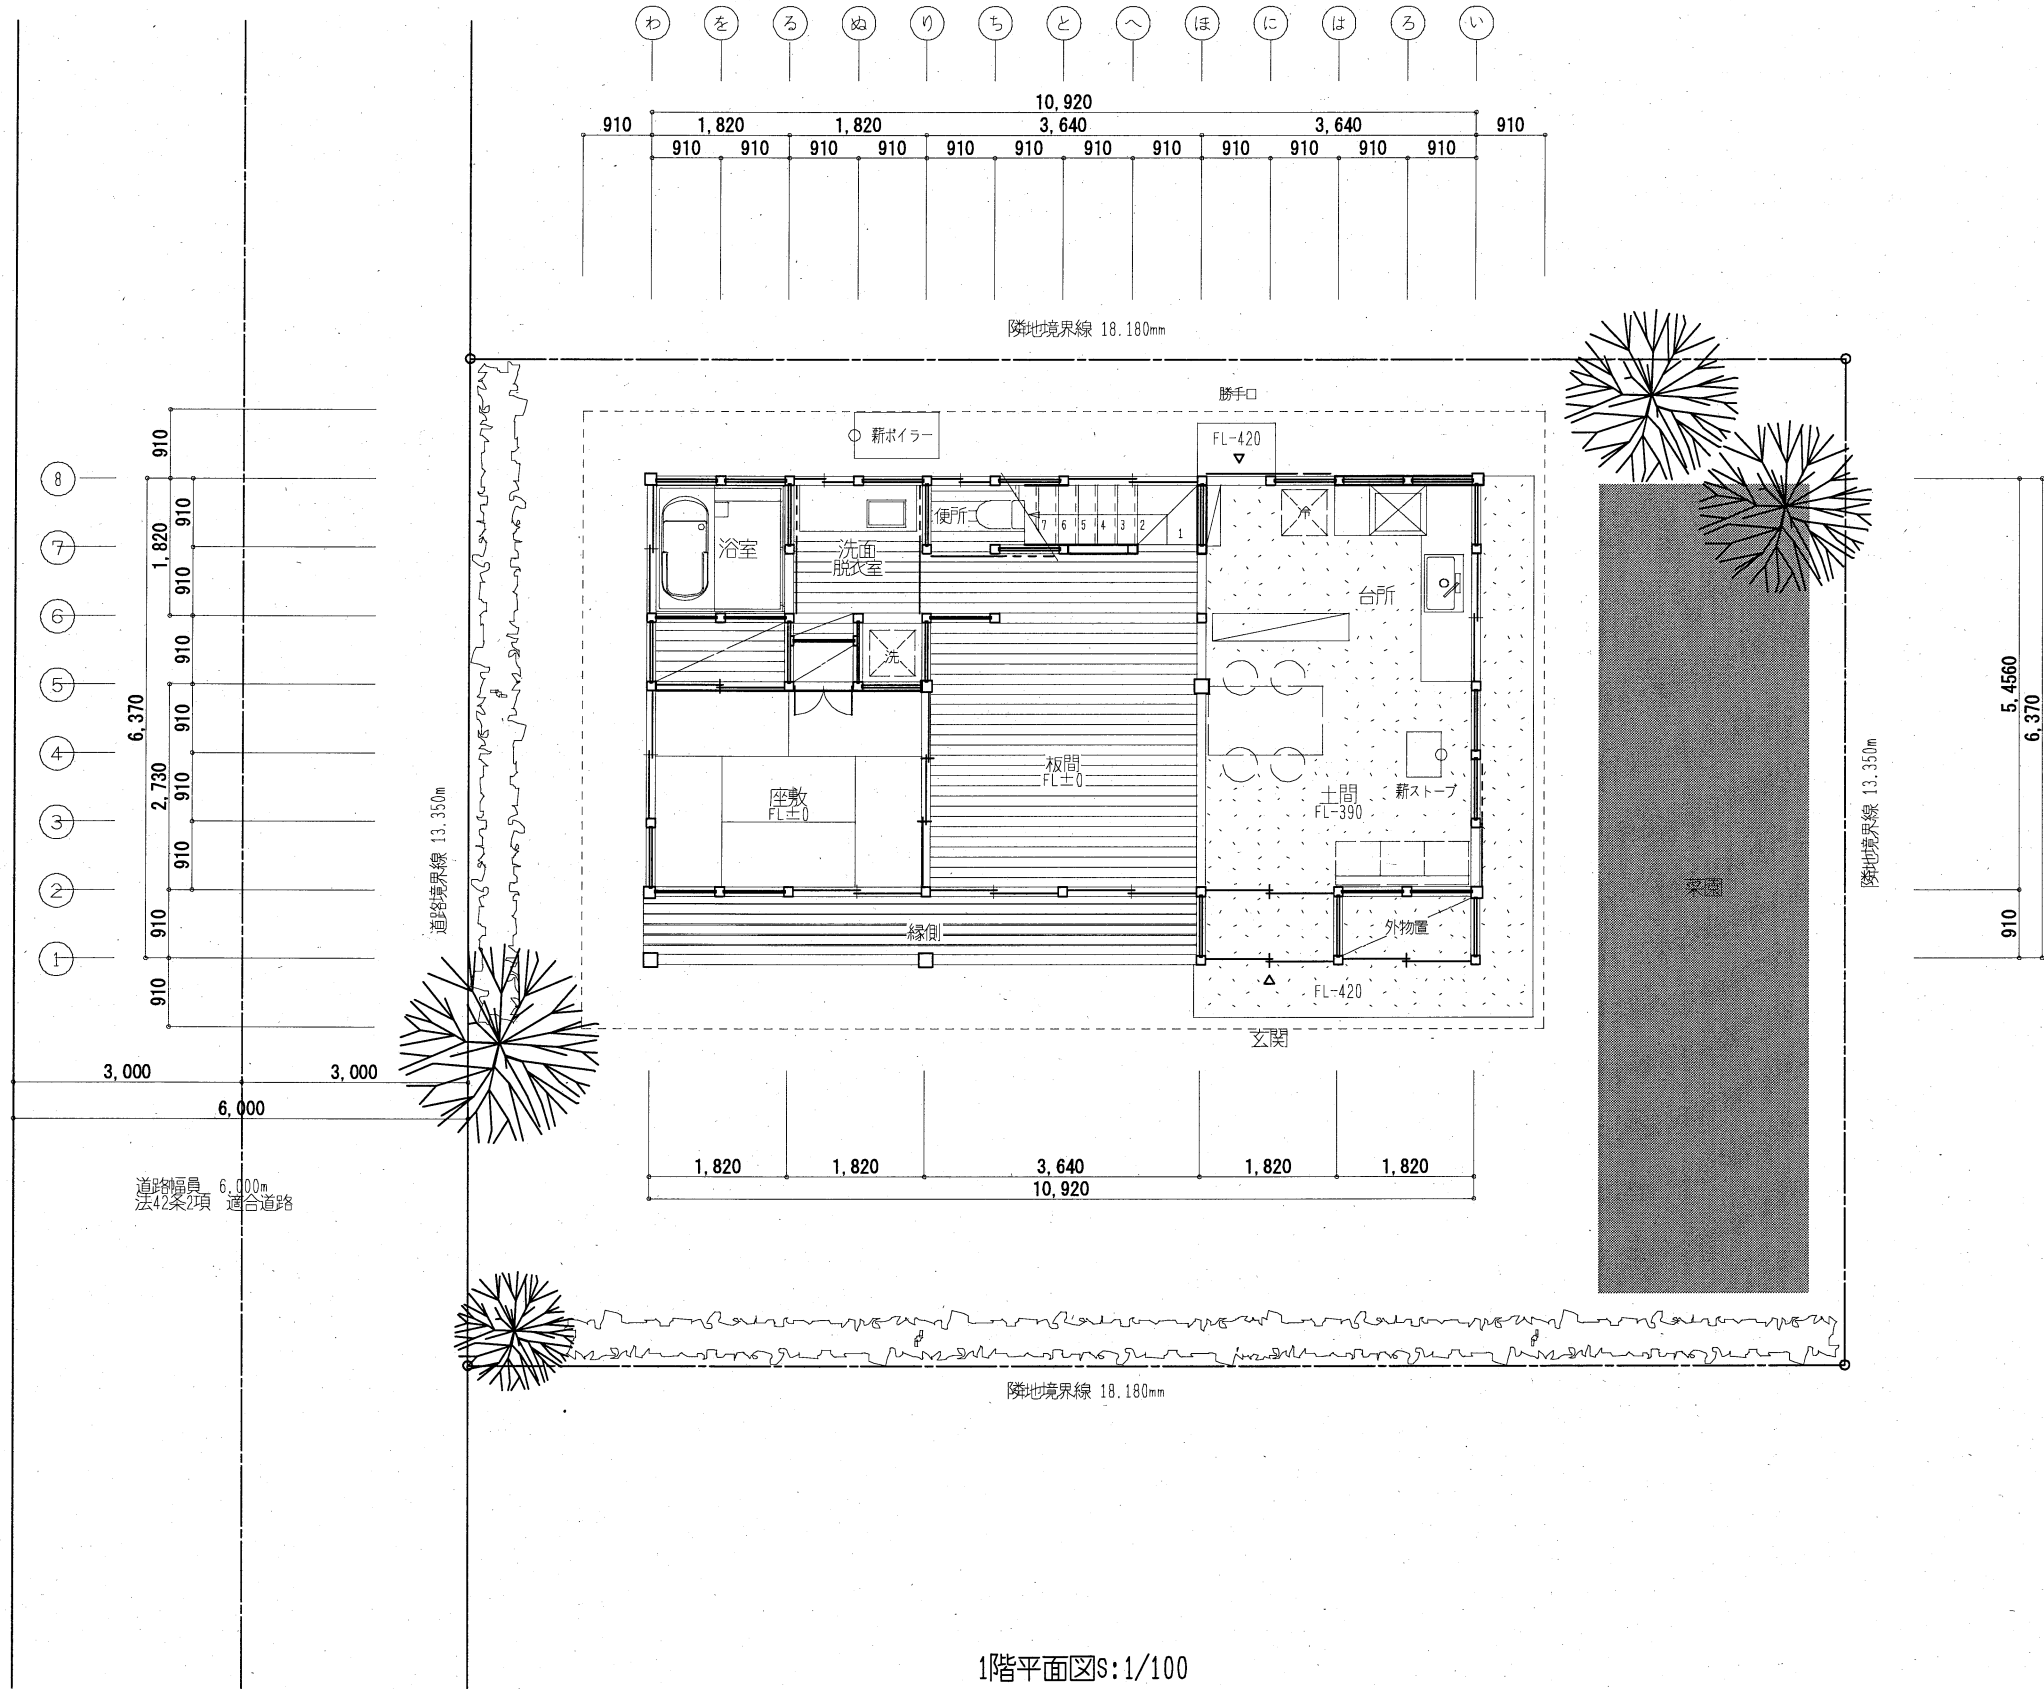 わ を る ぬ り ち と へ ほ に は ろ い
10,920
910 1,820 1,820 3,640 3,640 910
910 910 910 910 910 910 910 910 910 910 910 910
隣地境界線 18.180mm
勝手口
薪ボイラー
FL-420
8
7
6
5
4
3
2
1
910
910
1,820
910
910
6,370
910
2,730
910
910
910
910
浴室
洗面
脱衣室
便所
7 6 5 4 3 2 1
冷
台所
洗
板間
FL±0
座敷
FL±0
土間
FL-390
薪ストーブ
縁側
外物置
FL-420
玄関
菜園
道路境界線 13.350m
隣地境界線 13.350m
5,4560
6,370
910
3,000 3,000
6,000
道路幅員 6,000m
法42条2項 適合道路
1,820 1,820 3,640 1,820 1,820
10,920
隣地境界線 18.180mm
1階平面図S:1/100